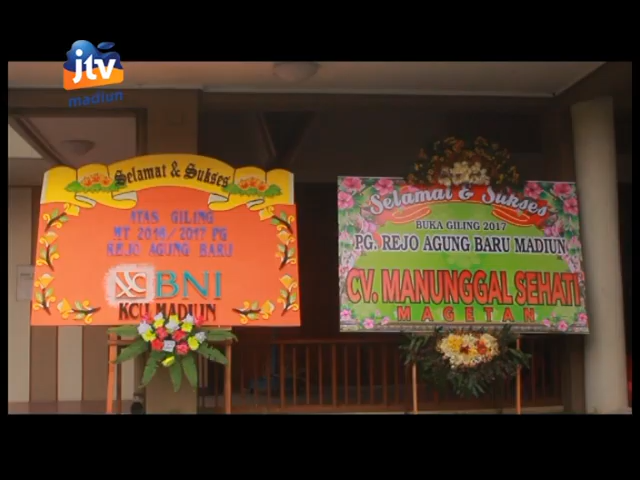 jtv
madiun
Selamat & Sukses
ATAS GILING
MT 2016/2017 PG
REJO AGUNG BARU
BNI
KCU MADIUN
Selamat & Sukses
BUKA GILING 2017
PG. REJO AGUNG BARU MADIUN
CV. MANUNGGAL SEHATI
MAGETAN